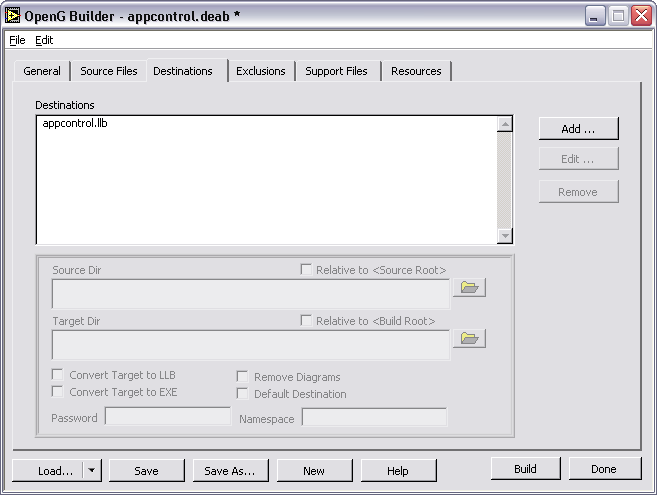 OpenG Builder - appcontrol.deab *
File Edit
General Source Files Destinations Exclusions Support Files Resources
Destinations
appcontrol.llb
Add ...
Edit ...
Remove
Source Dir Relative to <Source Root>
Target Dir Relative to <Build Root>
Convert Target to LLB Remove Diagrams
Convert Target to EXE Default Destination
Password Namespace
Load... Save Save As... New Help Build Done